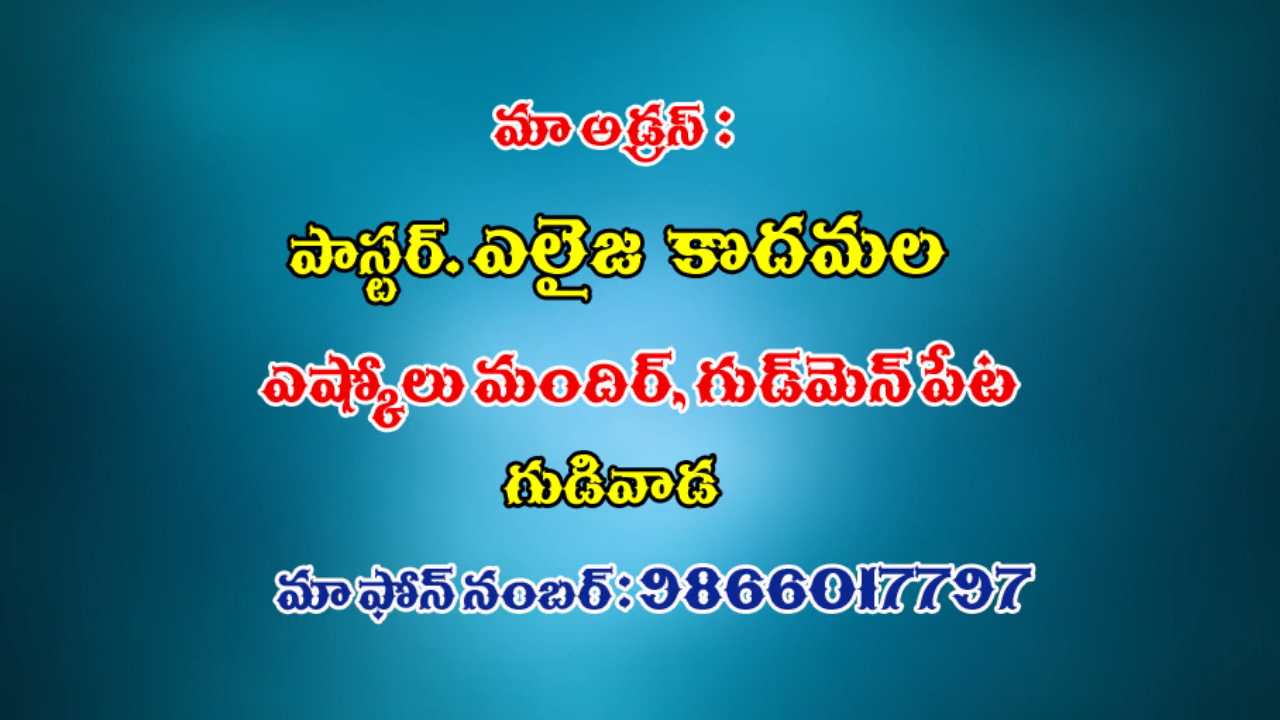 మా అడ్రస్ :
పాస్టర్. ఎలైజ కొదమల
ఎష్కోలు మందిర్, గుడ్‌మెన్ పేట
గుడివాడ
మా ఫోన్ నంబర్ : 9866017797